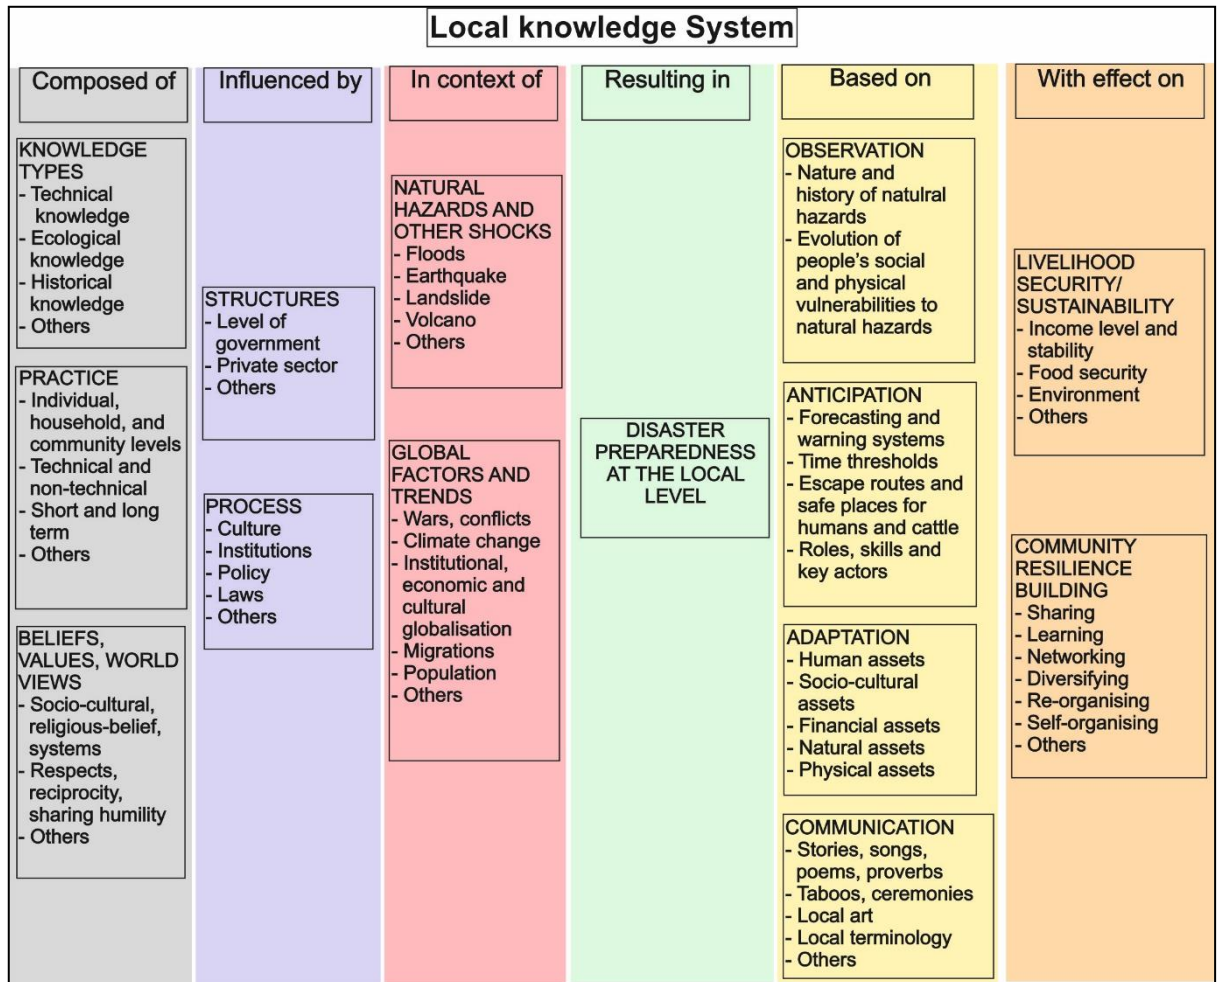 Local knowledge System
Composed of
KNOWLEDGE
TYPES
- Technical
knowledge
- Ecological
knowledge
- Historical
knowledge
- Others
PRACTICE
- Individual,
household, and
community levels
- Technical and
non-technical
- Short and long
term
- Others
BELIEFS,
VALUES, WORLD
VIEWS
- Socio-cultural,
religious-belief,
systems
- Respects,
reciprocity,
sharing humility
- Others
Influenced by
STRUCTURES
- Level of
government
- Private sector
- Others
PROCESS
- Culture
- Institutions
- Policy
- Laws
- Others
In context of
NATURAL
HAZARDS AND
OTHER SHOCKS
- Floods
- Earthquake
- Landslide
- Volcano
- Others
GLOBAL
FACTORS AND
TRENDS
- Wars, conflicts
- Climate change
- Institutional,
economic and
cultural
globalisation
- Migrations
- Population
- Others
Resulting in
DISASTER
PREPAREDNESS
AT THE LOCAL
LEVEL
Based on
OBSERVATION
- Nature and
history of natulral
hazards
- Evolution of
people's social
and physical
vulnerabilities to
natural hazards
ANTICIPATION
- Forecasting and
warning systems
- Time thresholds
- Escape routes and
safe places for
humans and cattle
- Roles, skills and
key actors
ADAPTATION
- Human assets
- Socio-cultural
assets
- Financial assets
- Natural assets
- Physical assets
COMMUNICATION
- Stories, songs,
poems, proverbs
- Taboos, ceremonies
- Local art
- Local terminology
- Others
With effect on
LIVELIHOOD
SECURITY/
SUSTAINABILITY
- Income level and
stability
- Food security
- Environment
- Others
COMMUNITY
RESILIENCE
BUILDING
- Sharing
- Learning
- Networking
- Diversifying
- Re-organising
- Self-organising
- Others